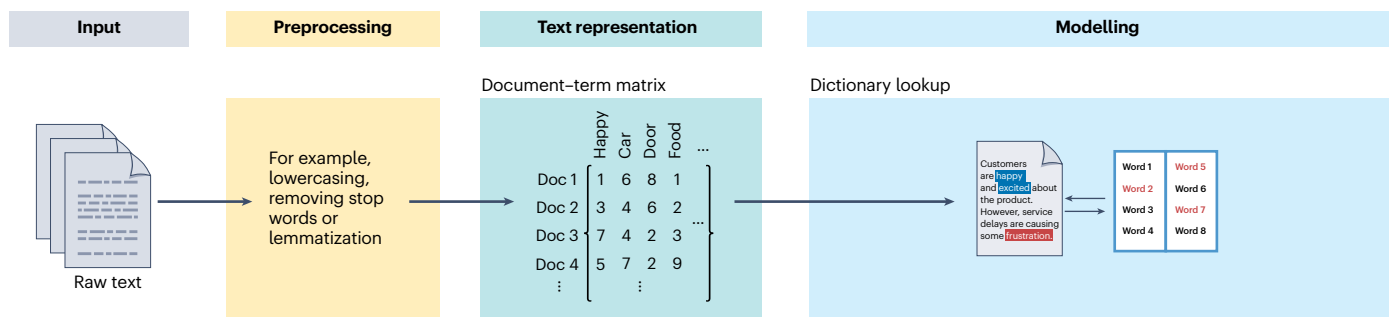 Input
Preprocessing
Text representation
Modelling
Document–term matrix
Dictionary lookup
Raw text
For example,
lowercasing,
removing stop
words or
lemmatization
Happy Car Door Food ...
Doc 1 1 6 8 1
Doc 2 3 4 6 2 ...
Doc 3 7 4 2 3
Doc 4 5 7 2 9
⋮ ⋮
Customers
are happy
and excited about
the product.
However, service
delays are causing
some frustration.
Word 1 Word 5
Word 2 Word 6
Word 3 Word 7
Word 4 Word 8